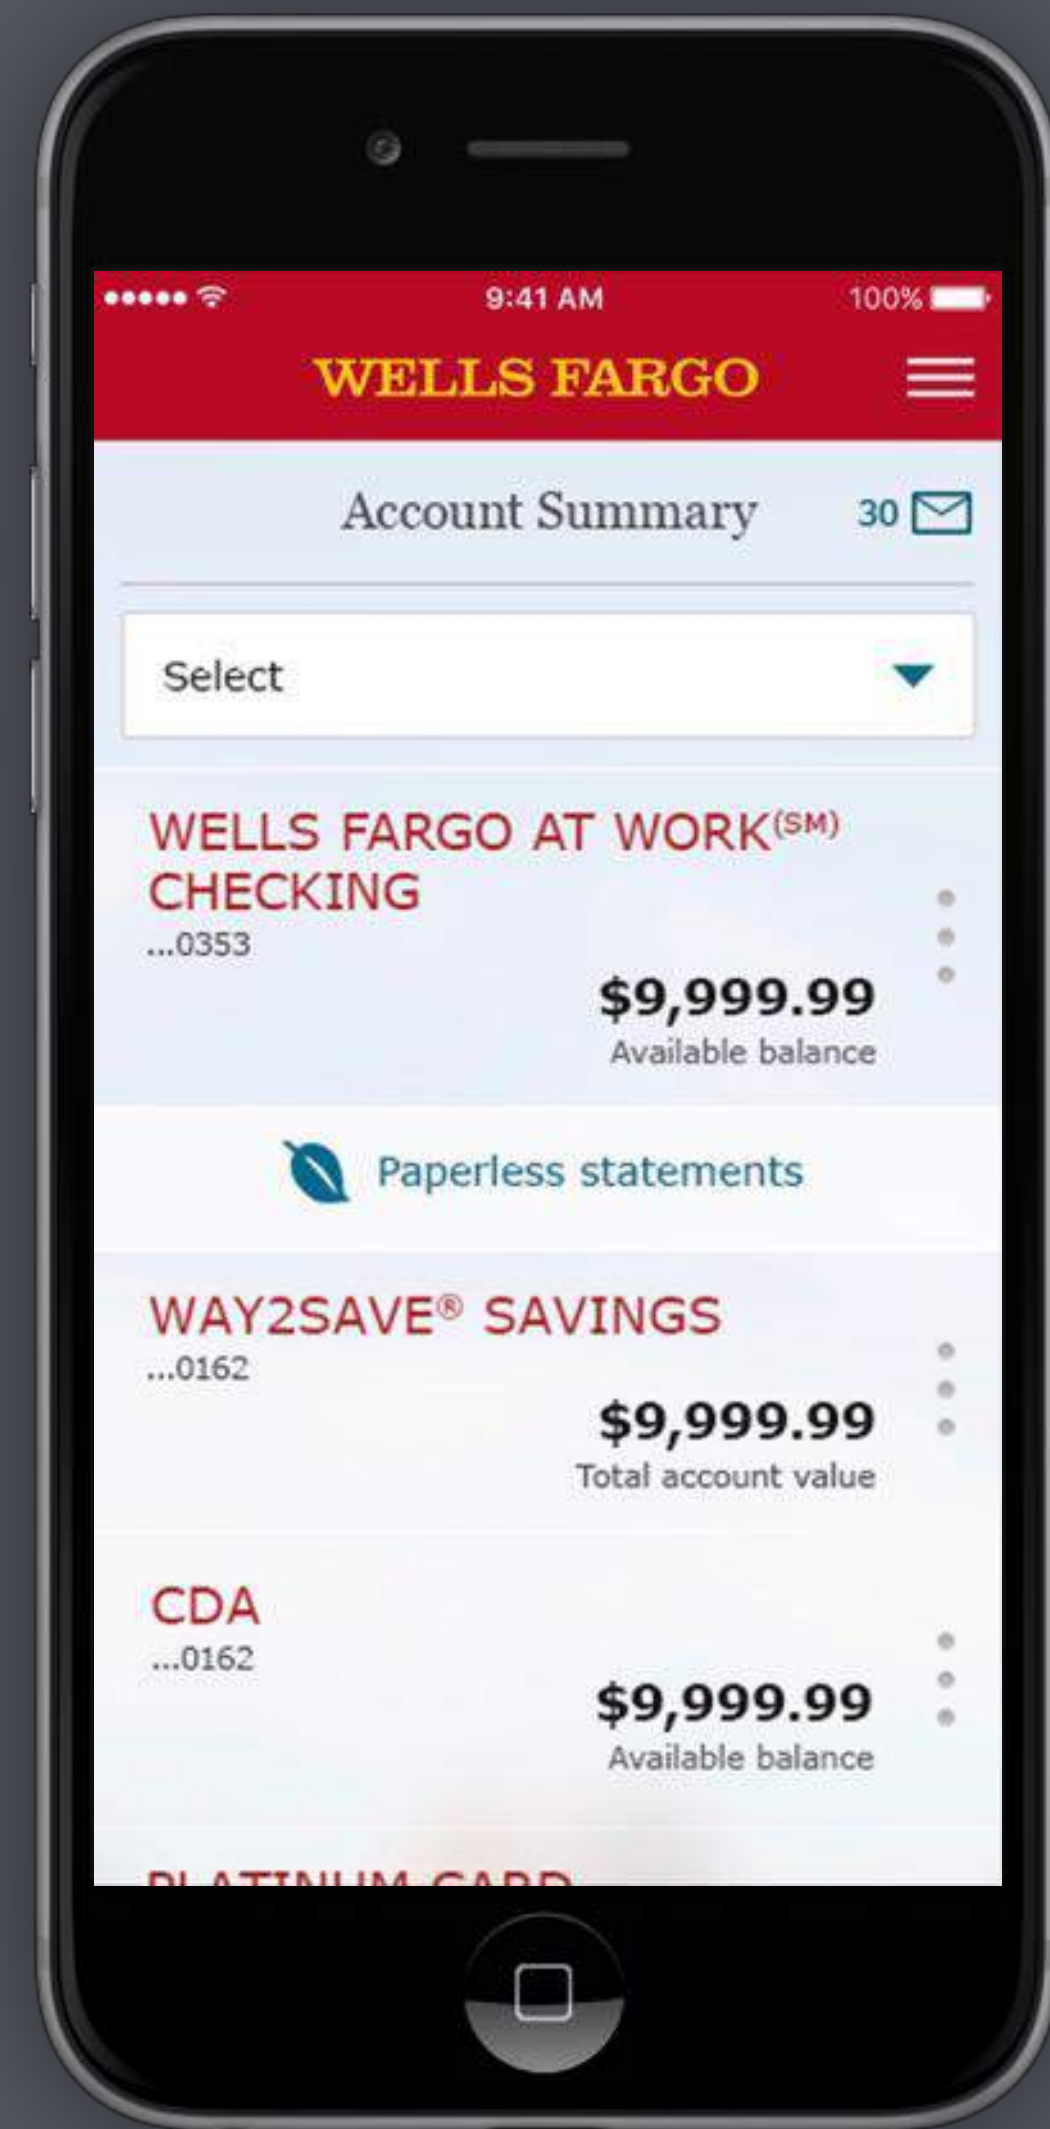 9:41 AM 100%
WELLS FARGO
Account Summary 30
Select
WELLS FARGO AT WORK(SM)
CHECKING
...0353
$9,999.99
Available balance
Paperless statements
WAY2SAVE® SAVINGS
...0162
$9,999.99
Total account value
CDA
...0162
$9,999.99
Available balance
PLATINUM CARD